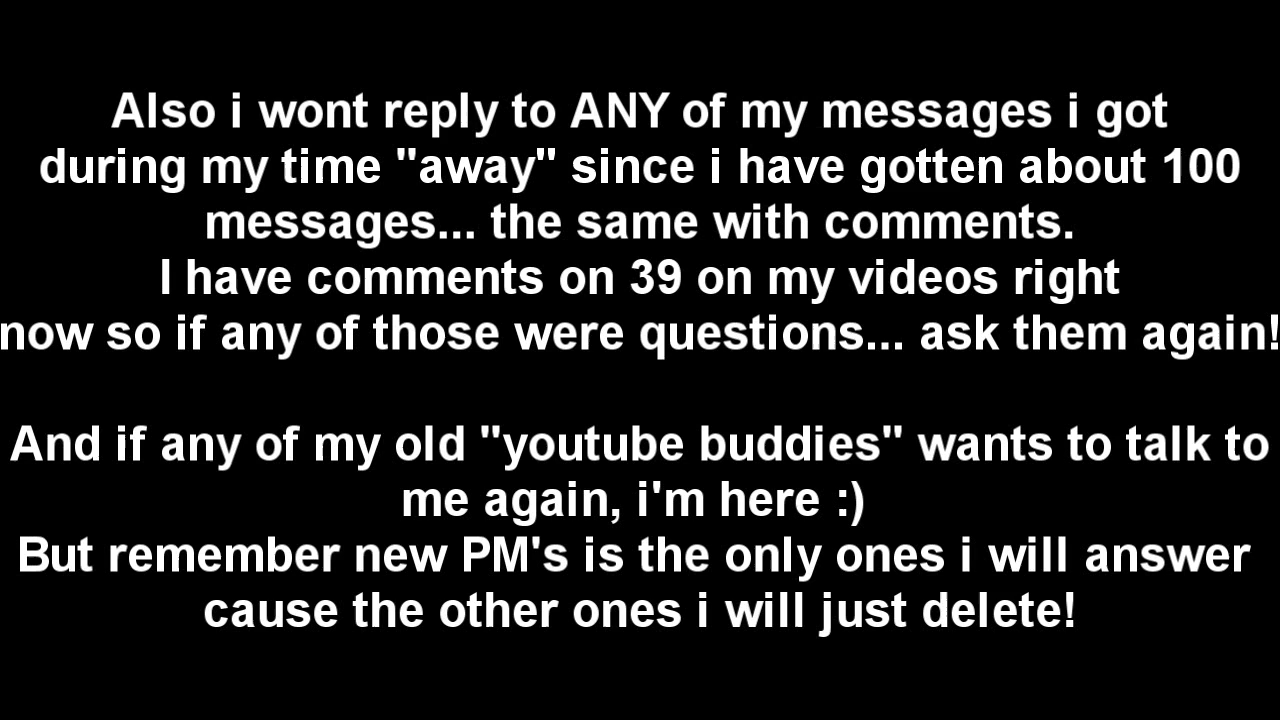 Also i wont reply to ANY of my messages i got
during my time "away" since i have gotten about 100
messages... the same with comments.
I have comments on 39 on my videos right
now so if any of those were questions... ask them again!
And if any of my old "youtube buddies" wants to talk to
me again, i'm here :)
But remember new PM's is the only ones i will answer
cause the other ones i will just delete!